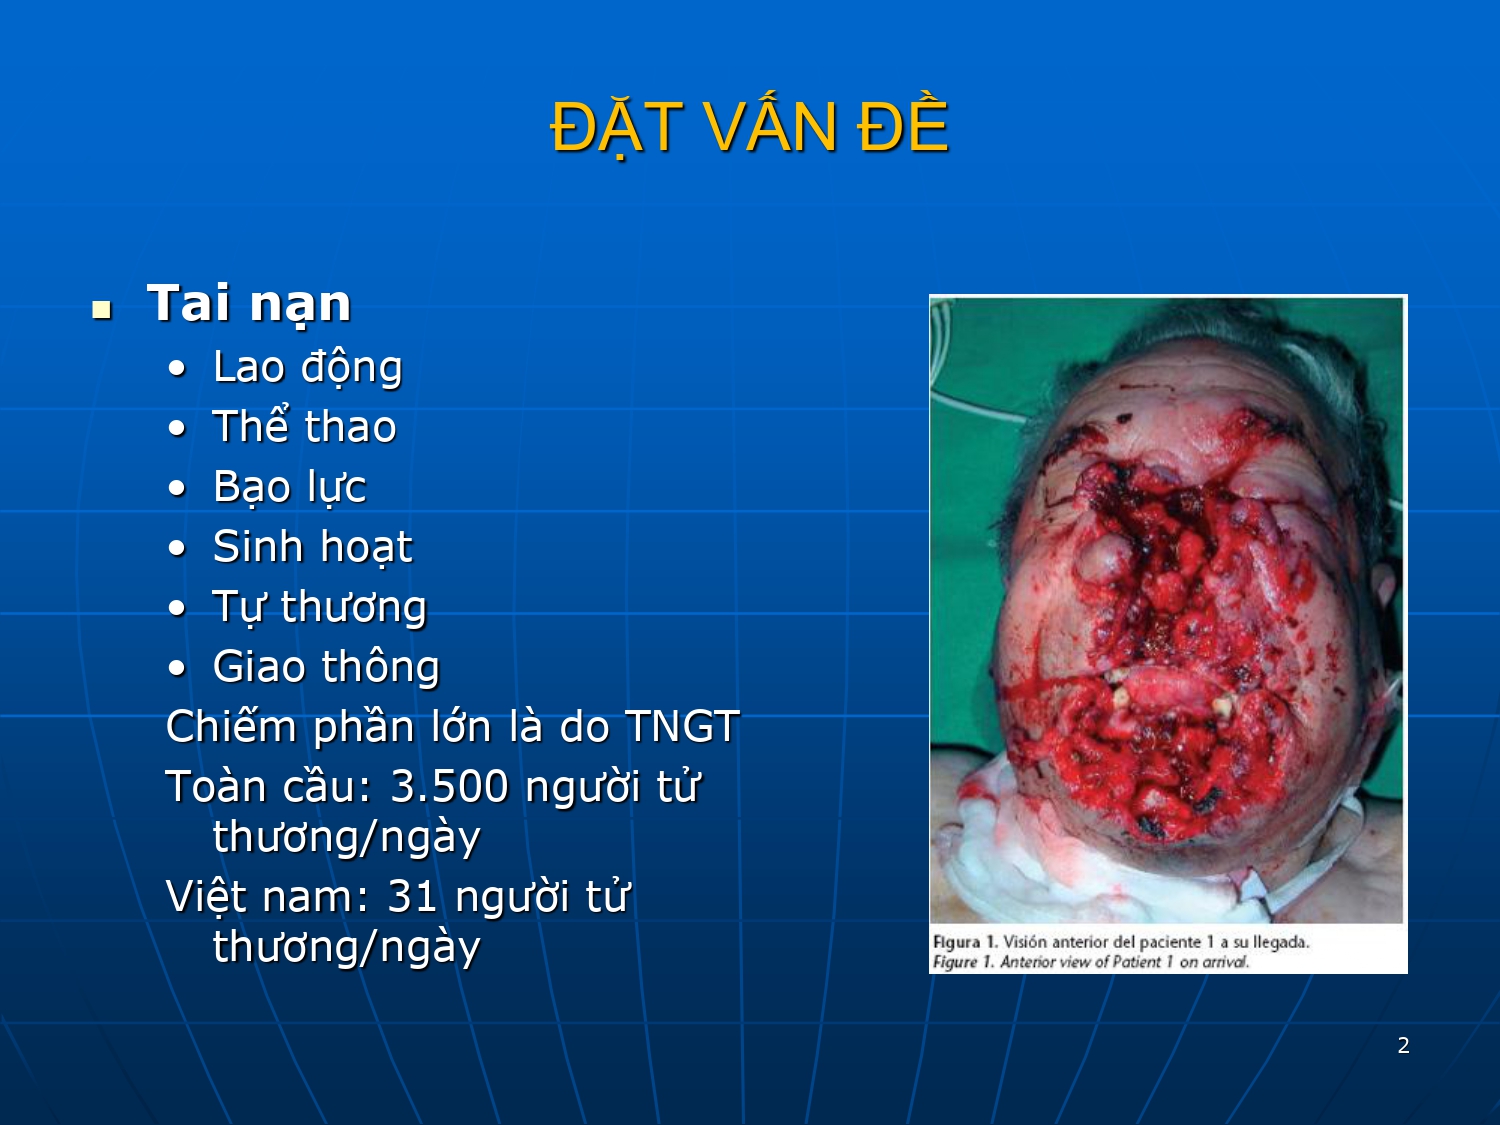 ĐẶT VẤN ĐỀ
Tai nạn
• Lao động
• Thể thao
• Bạo lực
• Sinh hoạt
• Tự thương
• Giao thông
Chiếm phần lớn là do TNGT
Toàn cầu: 3.500 người tử
thương/ngày
Việt nam: 31 người tử
thương/ngày
Figura 1. Visión anterior del paciente 1 a su llegada.
Figure 1. Anterior view of Patient 1 on arrival.
2